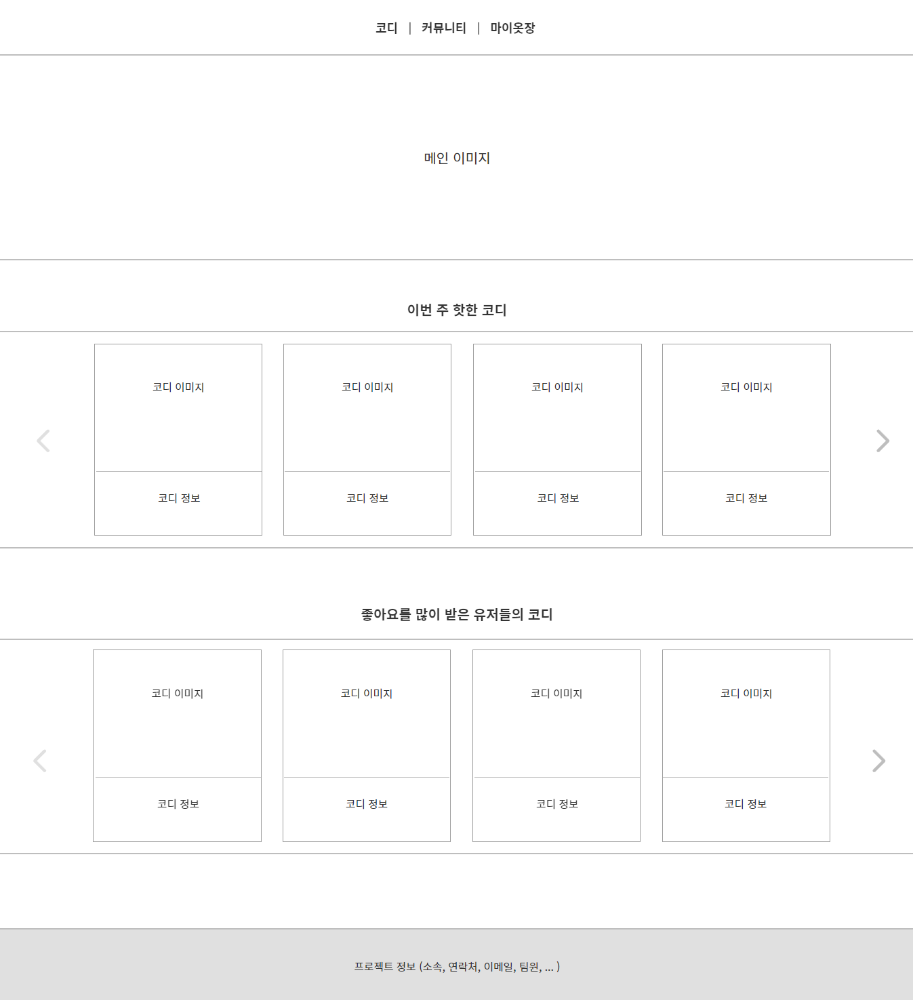 코디 | 커뮤니티 | 마이옷장
메인 이미지
이번 주 핫한 코디
코디 이미지 코디 이미지 코디 이미지 코디 이미지
코디 정보 코디 정보 코디 정보 코디 정보
좋아요를 많이 받은 유저들의 코디
코디 이미지 코디 이미지 코디 이미지 코디 이미지
코디 정보 코디 정보 코디 정보 코디 정보
프로젝트 정보 (소속, 연락처, 이메일, 팀원, ... )